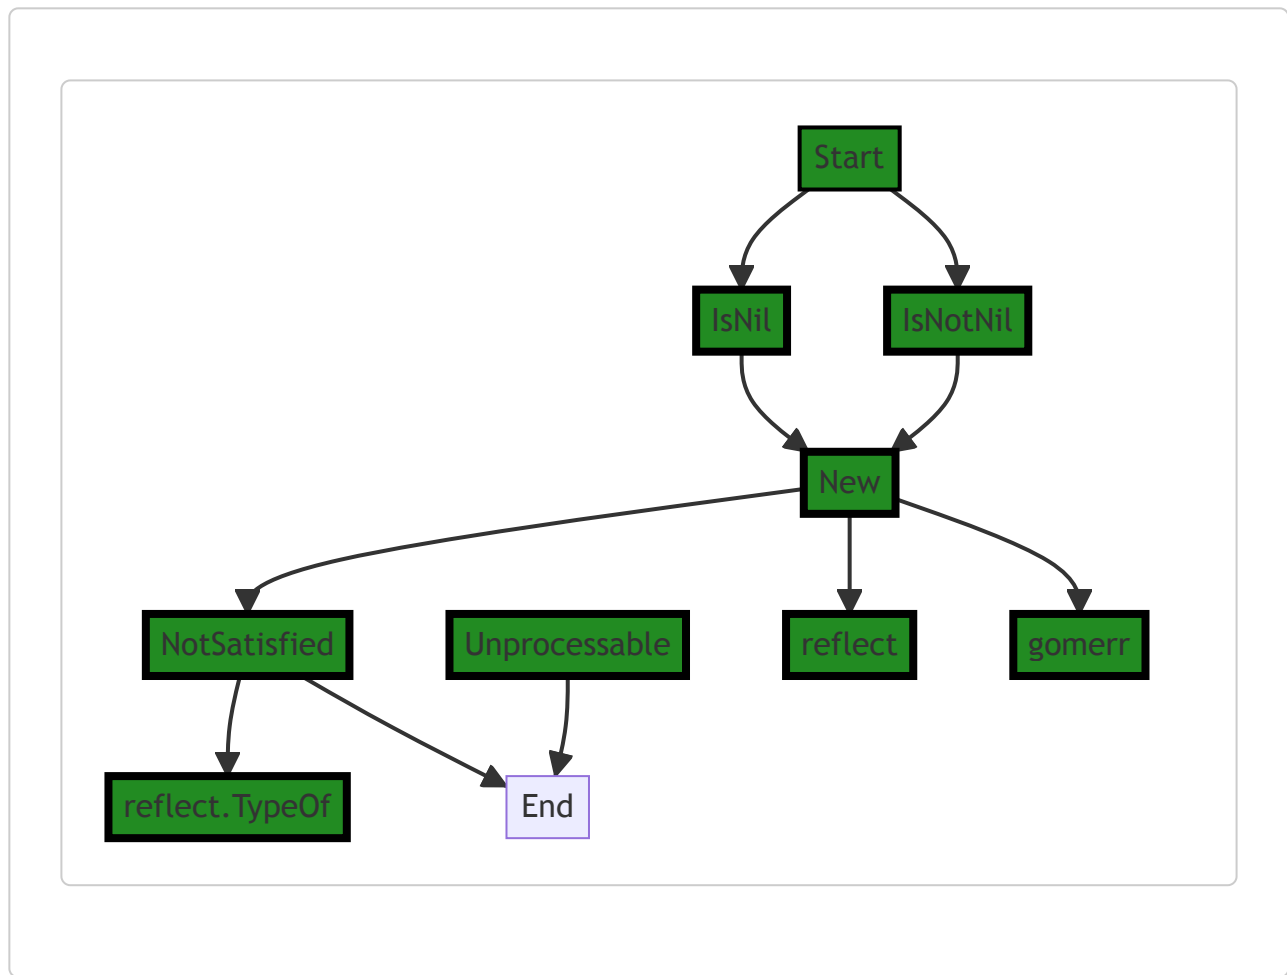 Start
IsNil
IsNotNil
New
NotSatisfied
Unprocessable
reflect
gomerr
reflect.TypeOf
End